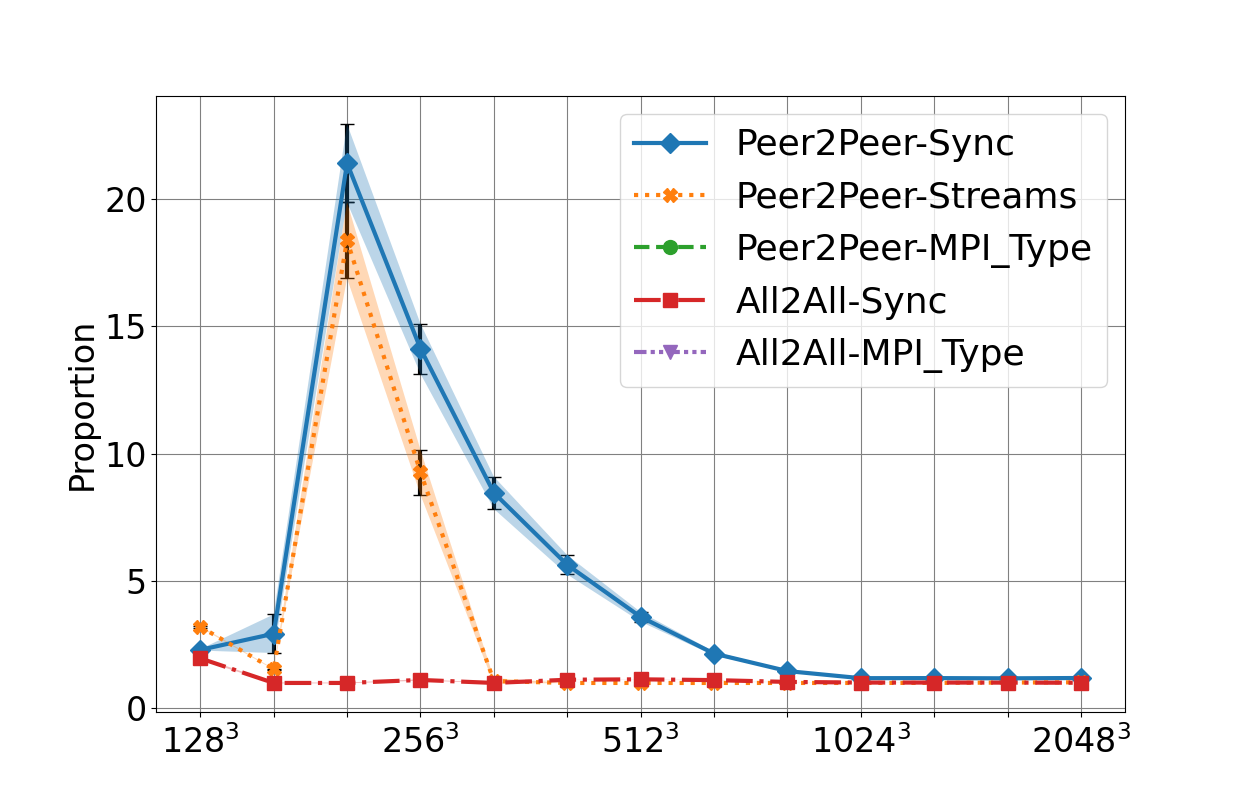 Peer2Peer-Sync
Peer2Peer-Streams
Peer2Peer-MPI_Type
All2All-Sync
All2All-MPI_Type
Proportion
20
15
10
5
0
128³ 256³ 512³ 1024³ 2048³